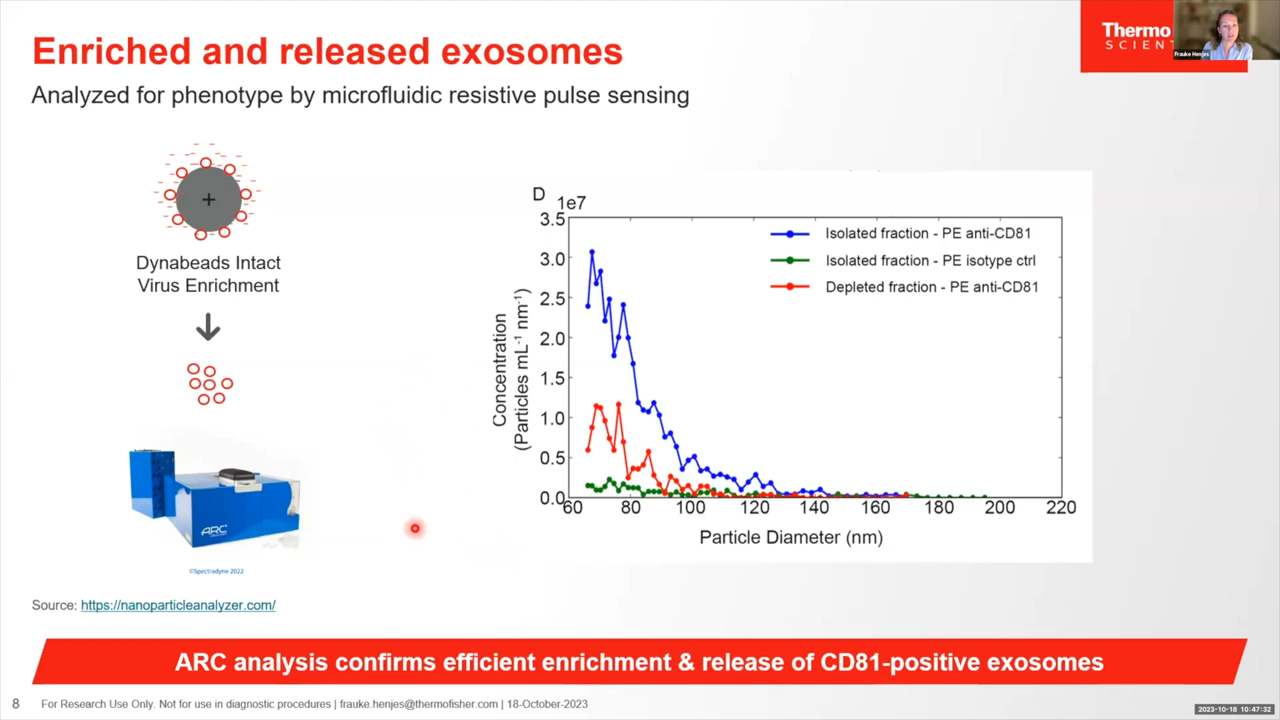 Enriched and released exosomes
Analyzed for phenotype by microfluidic resistive pulse sensing
Thermo
SCIENT
Frauke Henjes
+
Dynabeads Intact
Virus Enrichment
ARC
©Spectradyne 2022
D
1e7
3.5
3.0
2.5
2.0
1.5
1.0
0.5
0.0
60 80 100 120 140 160 180 200 220
Concentration
(Particles mL⁻¹ nm⁻¹)
Particle Diameter (nm)
Isolated fraction - PE anti-CD81
Isolated fraction - PE isotype ctrl
Depleted fraction - PE anti-CD81
Source: https://nanoparticleanalyzer.com/
ARC analysis confirms efficient enrichment & release of CD81-positive exosomes
8 For Research Use Only. Not for use in diagnostic procedures | frauke.henjes@thermofisher.com | 18-October-2023
2023-10-18 10:47:32